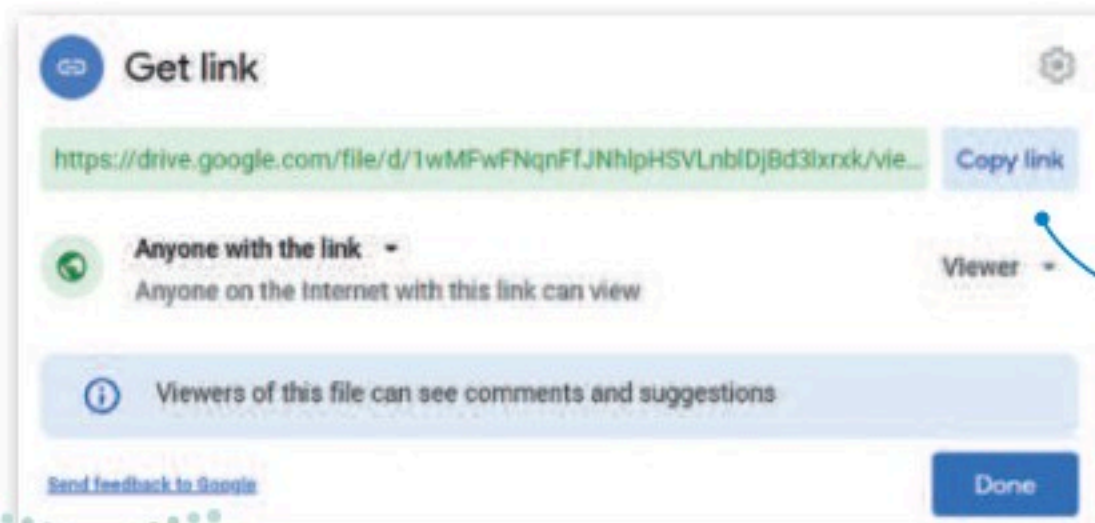 Get link
https://drive.google.com/file/d/1wMFwFNqnFfJNhlpHSVLnblDjBd3lxrxk/vie...
Copy link
Anyone with the link
Viewer
Anyone on the Internet with this link can view
Viewers of this file can see comments and suggestions
Send feedback to Google
Done